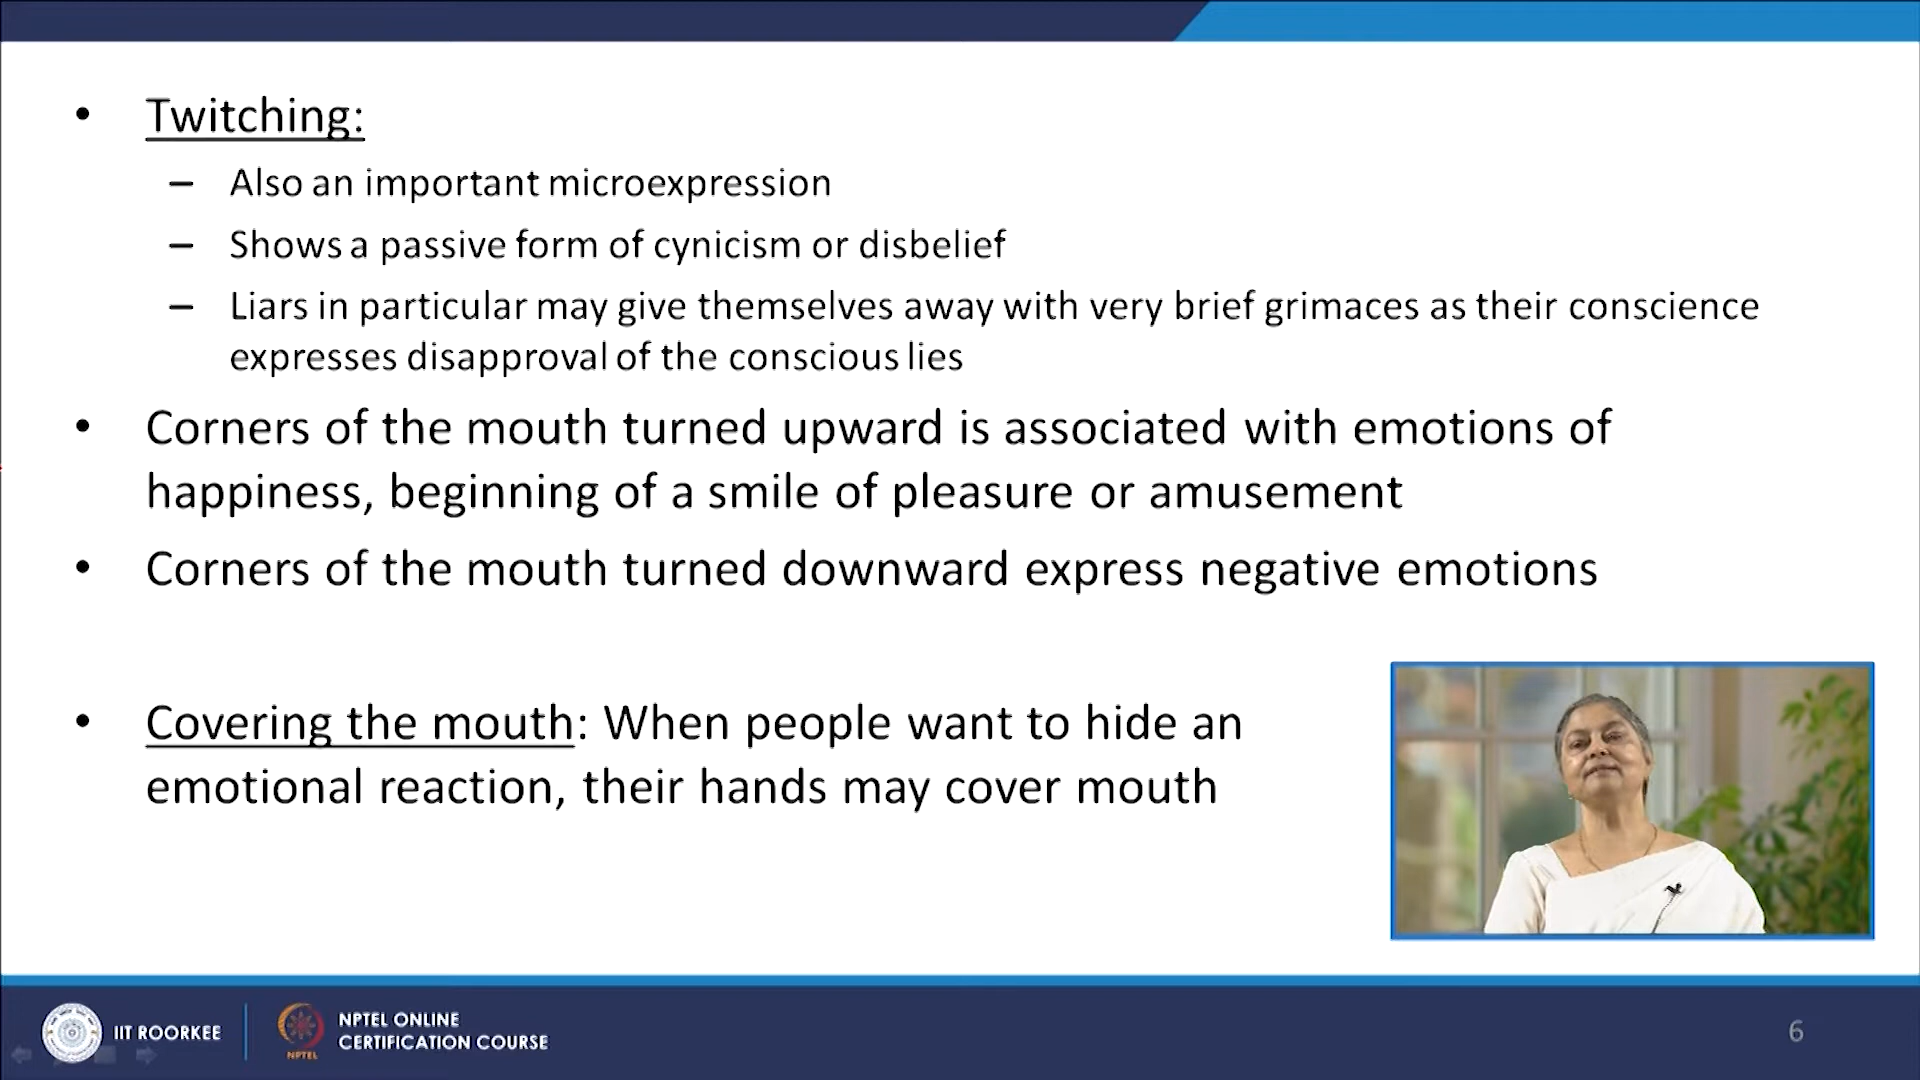 • Twitching:
– Also an important microexpression
– Shows a passive form of cynicism or disbelief
– Liars in particular may give themselves away with very brief grimaces as their conscience
expresses disapproval of the conscious lies
• Corners of the mouth turned upward is associated with emotions of
happiness, beginning of a smile of pleasure or amusement
• Corners of the mouth turned downward express negative emotions
• Covering the mouth: When people want to hide an
emotional reaction, their hands may cover mouth
IIT ROORKEE
NPTEL
NPTEL ONLINE
CERTIFICATION COURSE
6